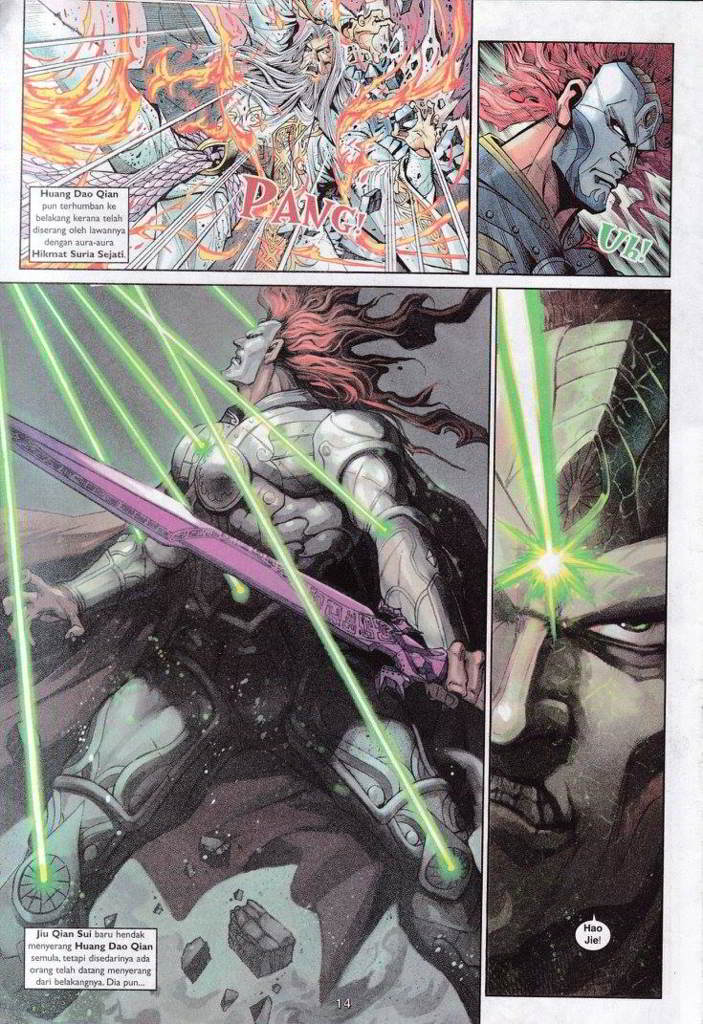 Huang Dao Qian
pun terhumban ke
belakang kerana telah
diserang oleh lawannya
dengan aura-aura
Hikmat Suria Sejati.
PANG!
Uh!
Jiu Qian Sui baru hendak
menyerang Huang Dao Qian
semula, tetapi disedarinya ada
orang telah datang menyerang
dari belakangnya. Dia pun...
Hao
Jie!
14